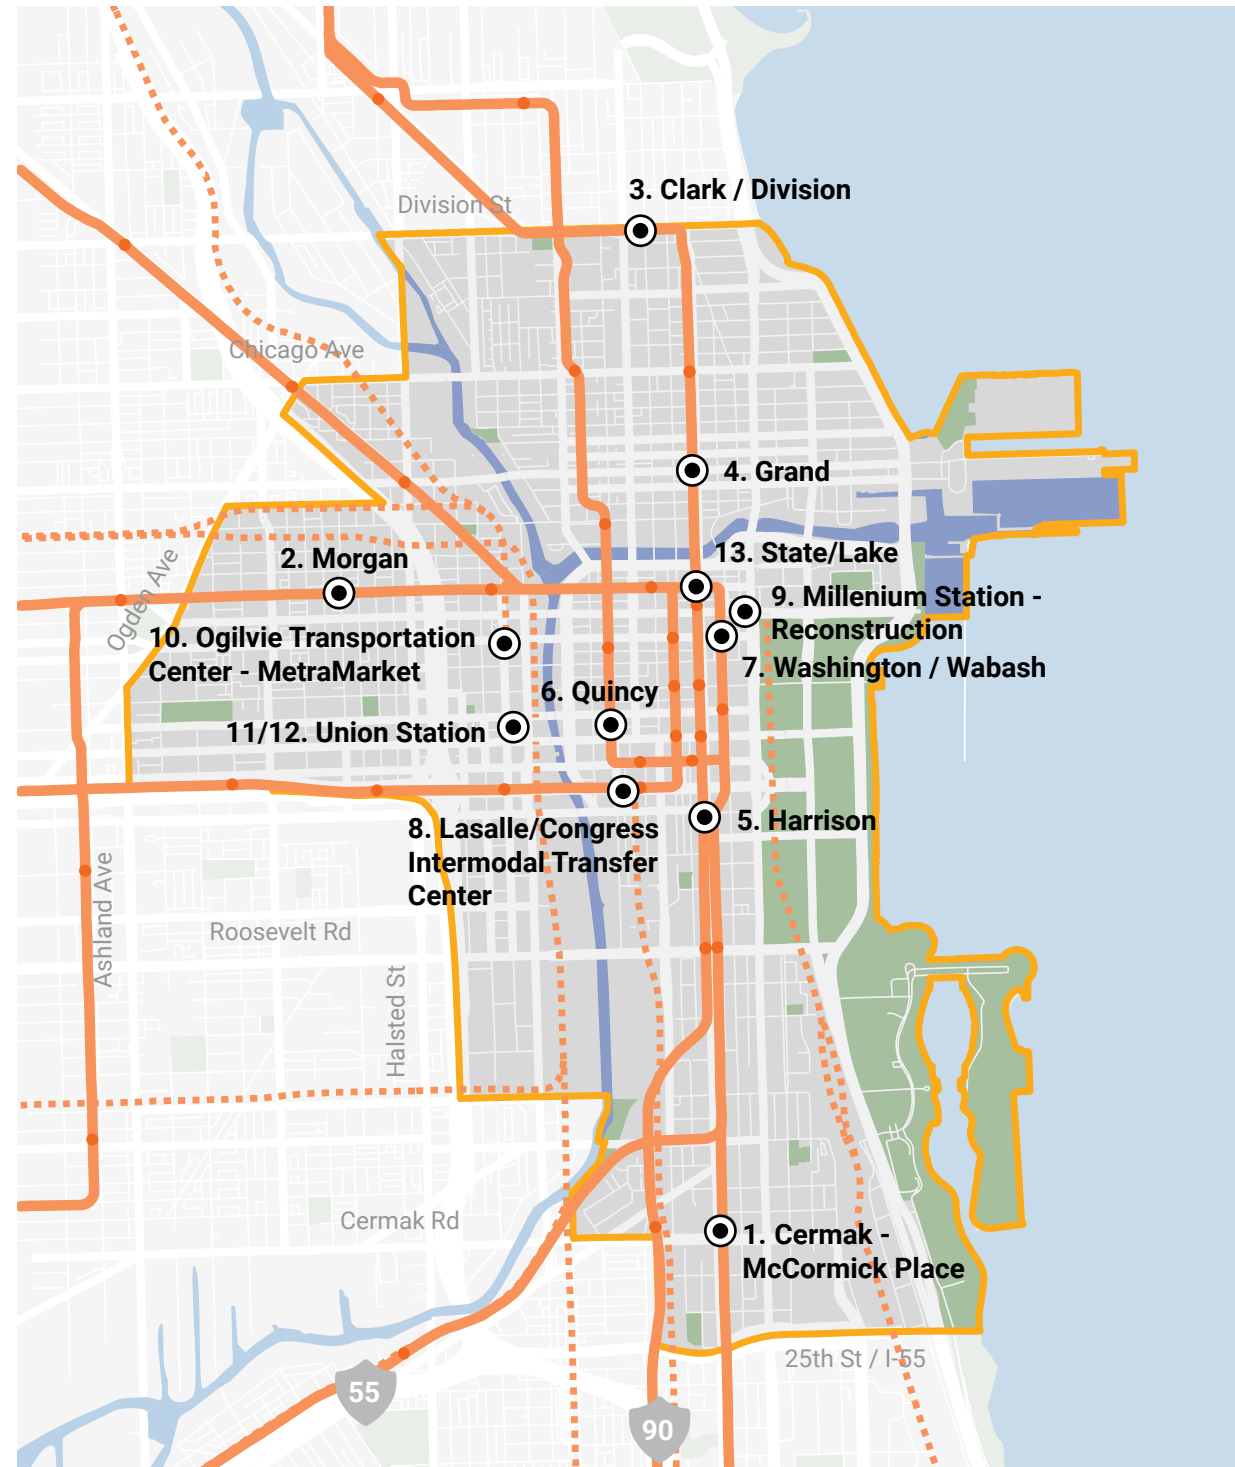 3. Clark / Division
Division St
Chicago Ave
4. Grand
13. State/Lake
2. Morgan
Ogden Ave
9. Millenium Station -
Reconstruction
10. Ogilvie Transportation
Center - MetraMarket
7. Washington / Wabash
6. Quincy
11/12. Union Station
8. Lasalle/Congress
Intermodal Transfer
Center
5. Harrison
Ashland Ave
Roosevelt Rd
Halsted St
Cermak Rd
1. Cermak -
McCormick Place
25th St / I-55
55
90